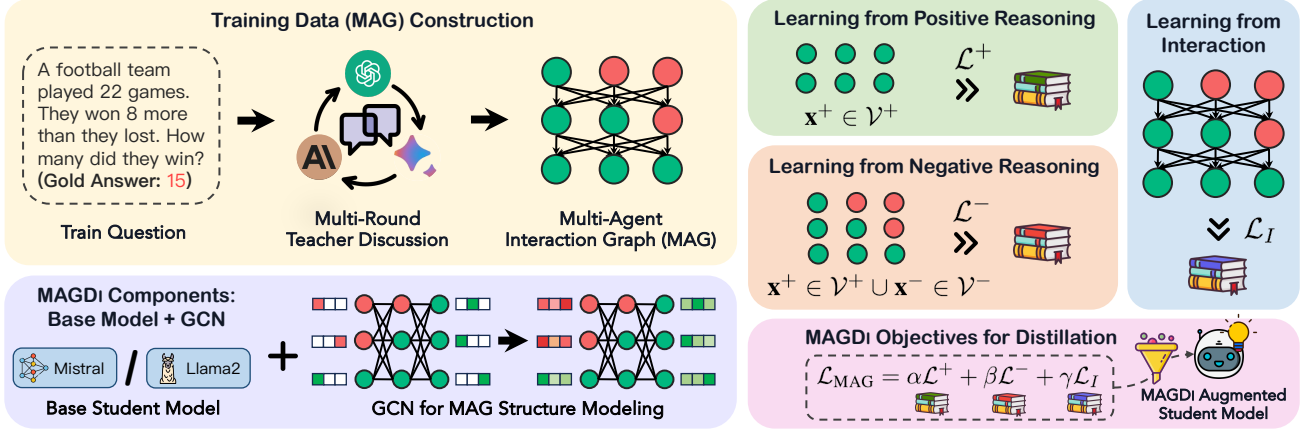 Training Data (MAG) Construction
A football team
played 22 games.
They won 8 more
than they lost. How
many did they win?
(Gold Answer: 15)
Train Question
A\
Multi-Round
Teacher Discussion
Multi-Agent
Interaction Graph (MAG)
MAGDI Components:
Base Model + GCN
Mistral
/
Llama2
Base Student Model
+
GCN for MAG Structure Modeling
Learning from Positive Reasoning
x⁺ ∈ 𝒱⁺
ℒ⁺
Learning from Negative Reasoning
ℒ⁻
x⁺ ∈ 𝒱⁺ ∪ x⁻ ∈ 𝒱⁻
Learning from
Interaction
ℒ_I
MAGDI Objectives for Distillation
ℒ_MAG = αℒ⁺ + βℒ⁻ + γℒ_I
MAGDI Augmented
Student Model